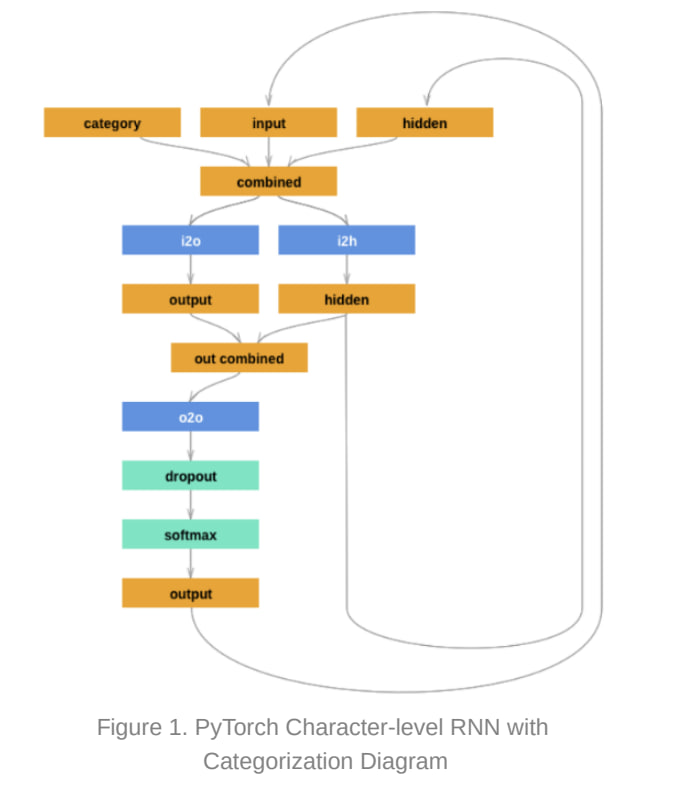 category
input
hidden
combined
i2o
i2h
output
hidden
out combined
o2o
dropout
softmax
output
Figure 1. PyTorch Character-level RNN with
Categorization Diagram